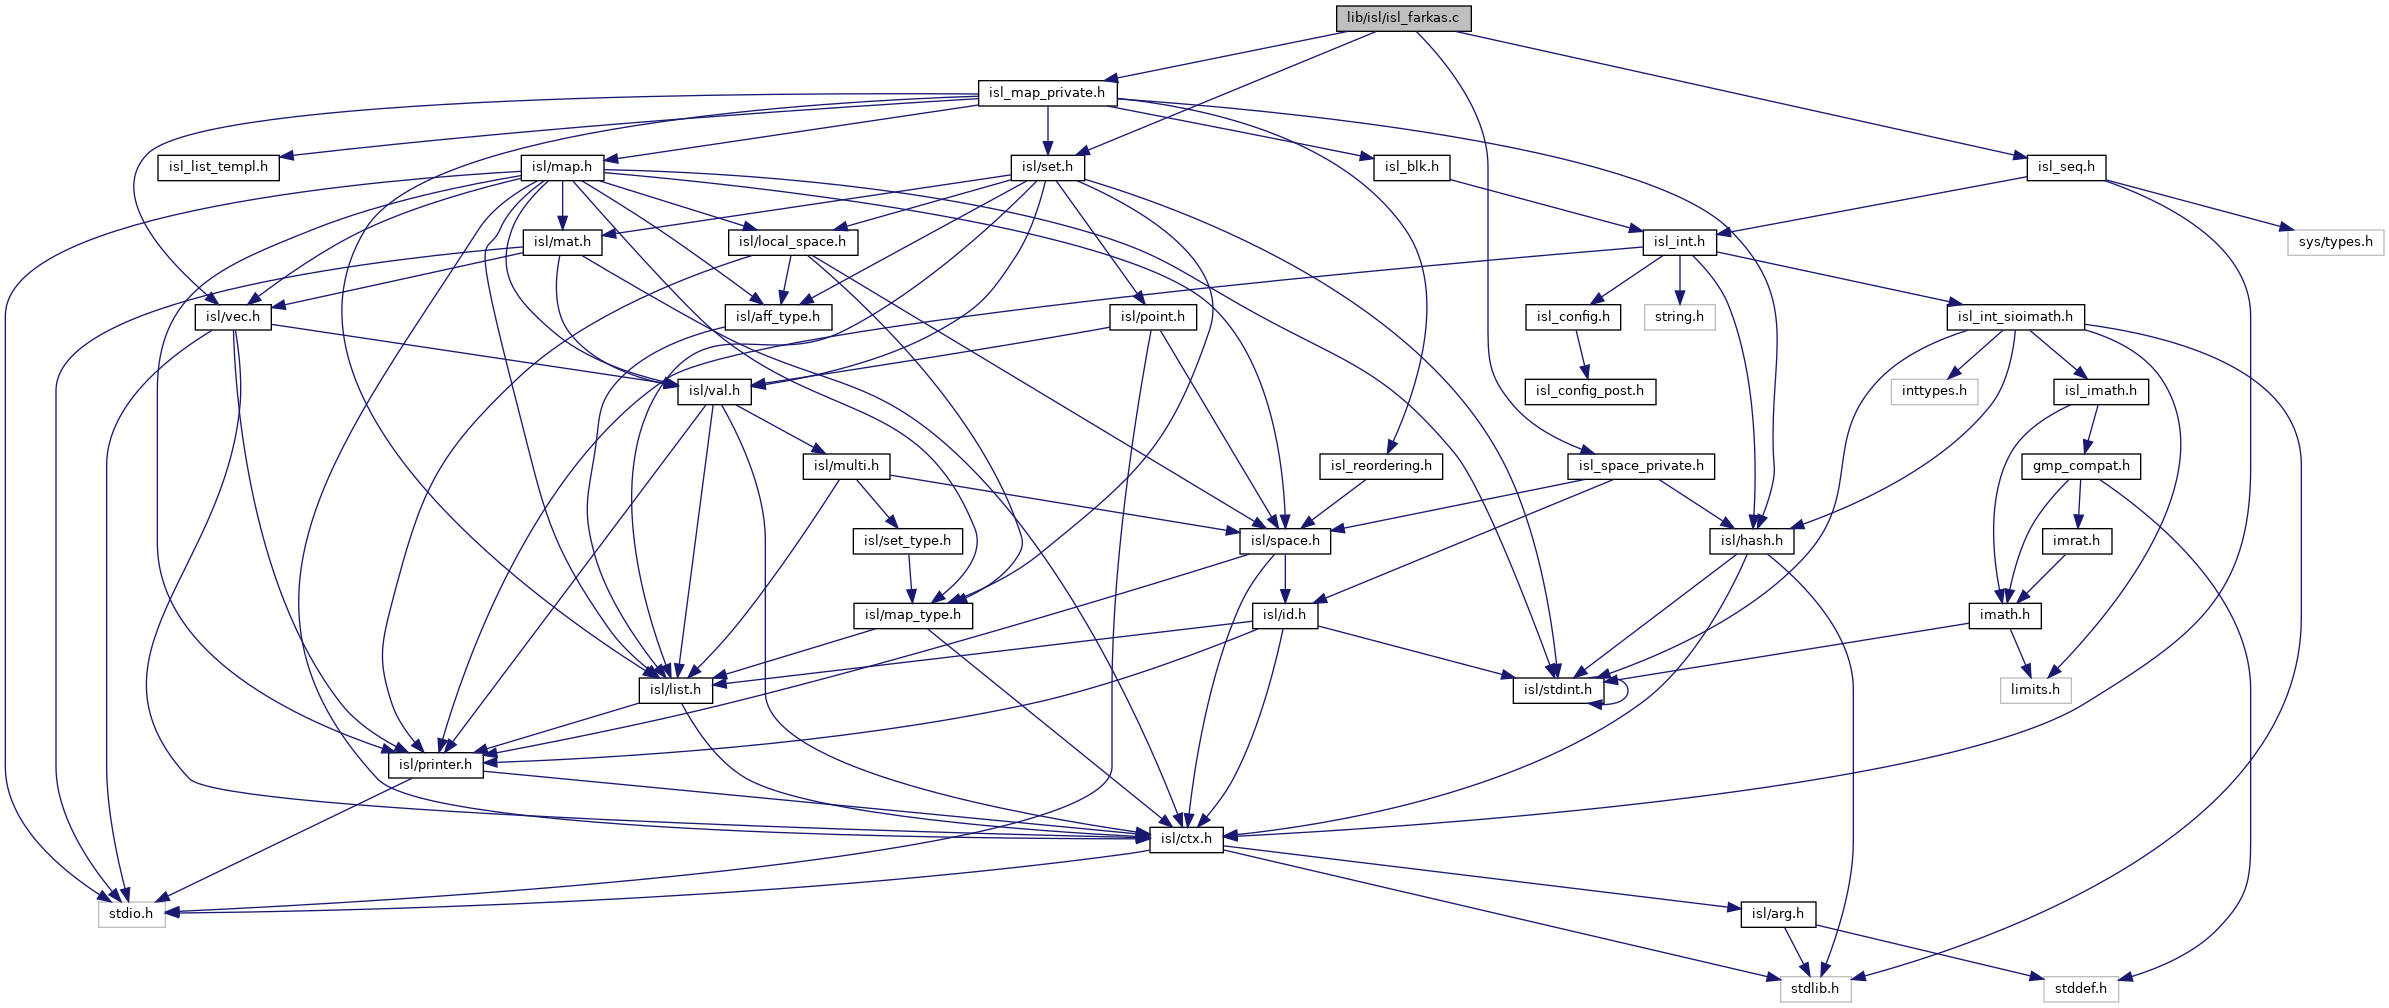 lib/isl/isl_farkas.c
isl_map_private.h
isl_list_templ.h
isl/map.h
isl/set.h
isl_blk.h
isl_seq.h
isl/mat.h
isl/local_space.h
isl_int.h
sys/types.h
isl/vec.h
isl/aff_type.h
isl/point.h
isl_config.h
string.h
isl_int_sioimath.h
isl/val.h
isl_config_post.h
inttypes.h
isl_imath.h
isl/multi.h
isl_reordering.h
isl_space_private.h
gmp_compat.h
isl/set_type.h
isl/space.h
isl/hash.h
imrat.h
isl/map_type.h
isl/id.h
imath.h
isl/list.h
isl/stdint.h
limits.h
isl/printer.h
isl/ctx.h
stdio.h
isl/arg.h
stdlib.h
stddef.h